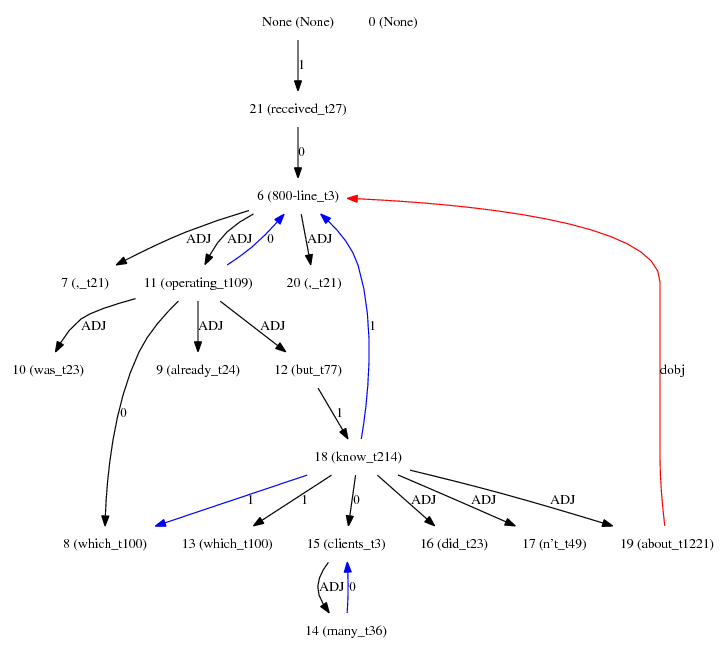 None (None) 0 (None)
1
21 (received_t27)
0
6 (800-line_t3)
ADJ ADJ 0 ADJ 1
7 (,_t21) 11 (operating_t109) 20 (,_t21)
ADJ 0 ADJ ADJ dobj
10 (was_t23) 9 (already_t24) 12 (but_t77)
1
18 (know_t214)
1 1 0 ADJ ADJ ADJ
8 (which_t100) 13 (which_t100) 15 (clients_t3) 16 (did_t23) 17 (n't_t49) 19 (about_t1221)
ADJ 0
14 (many_t36)